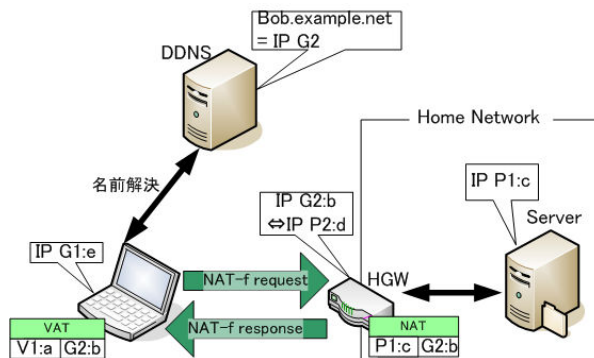 Bob.example.net
= IP G2
DDNS
Home Network
名前解決
IP P1:c
IP G2:b
⇔IP P2:d
Server
IP G1:e
NAT-f request
HGW
NAT-f response
VAT
V1:a G2:b
NAT
P1:c G2:b